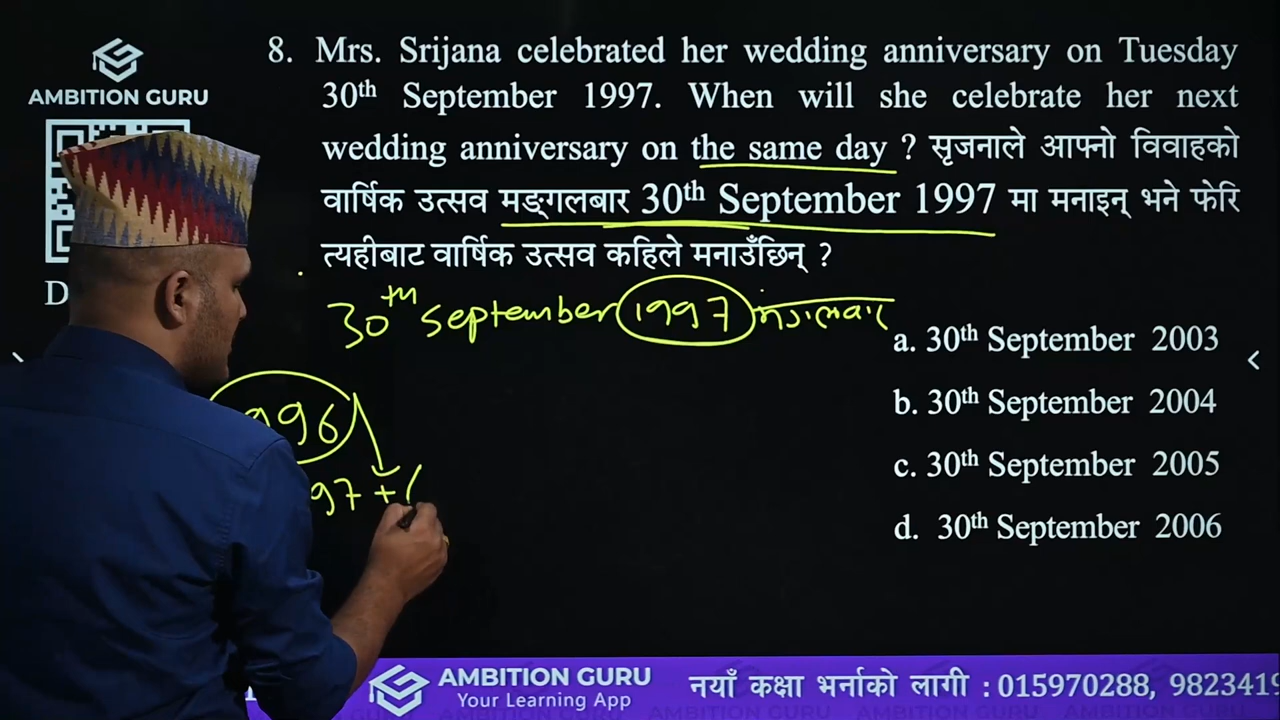 AMBITION GURU
8. Mrs. Srijana celebrated her wedding anniversary on Tuesday
30th September 1997. When will she celebrate her next
wedding anniversary on the same day ? सृजनाले आफ्नो विवाहको
वार्षिक उत्सव मङ्गलबार 30th September 1997 मा मनाइन् भने फेरि
त्यहीबाट वार्षिक उत्सव कहिले मनाउँछिन् ?
D
30th September 1997 मङ्गलबार
a. 30th September 2003
b. 30th September 2004
c. 30th September 2005
d. 30th September 2006
996
97 +
AMBITION GURU
Your Learning App
नयाँ कक्षा भर्नाको लागी : 015970288, 9823419